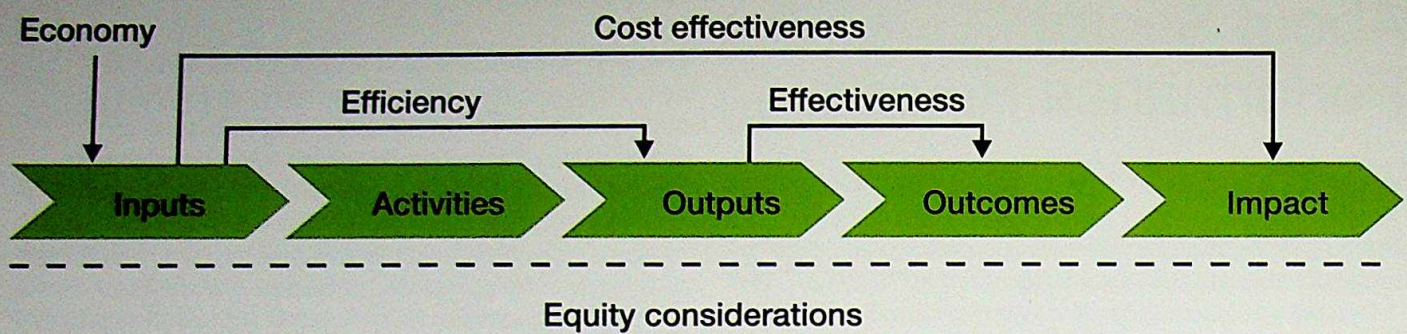 Economy
Cost effectiveness
Efficiency
Effectiveness
Inputs
Activities
Outputs
Outcomes
Impact
Equity considerations